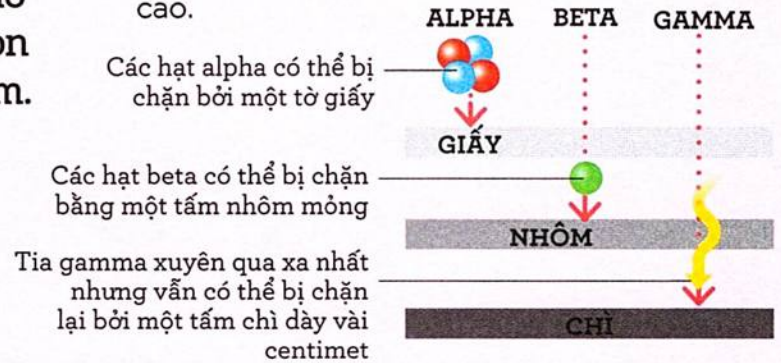 cao.
ALPHA BETA GAMMA
Các hạt alpha có thể bị
chặn bởi một tờ giấy
GIẤY
Các hạt beta có thể bị chặn
bằng một tấm nhôm mỏng
NHÔM
Tia gamma xuyên qua xa nhất
nhưng vẫn có thể bị chặn
lại bởi một tấm chì dày vài
centimet
CHÌ